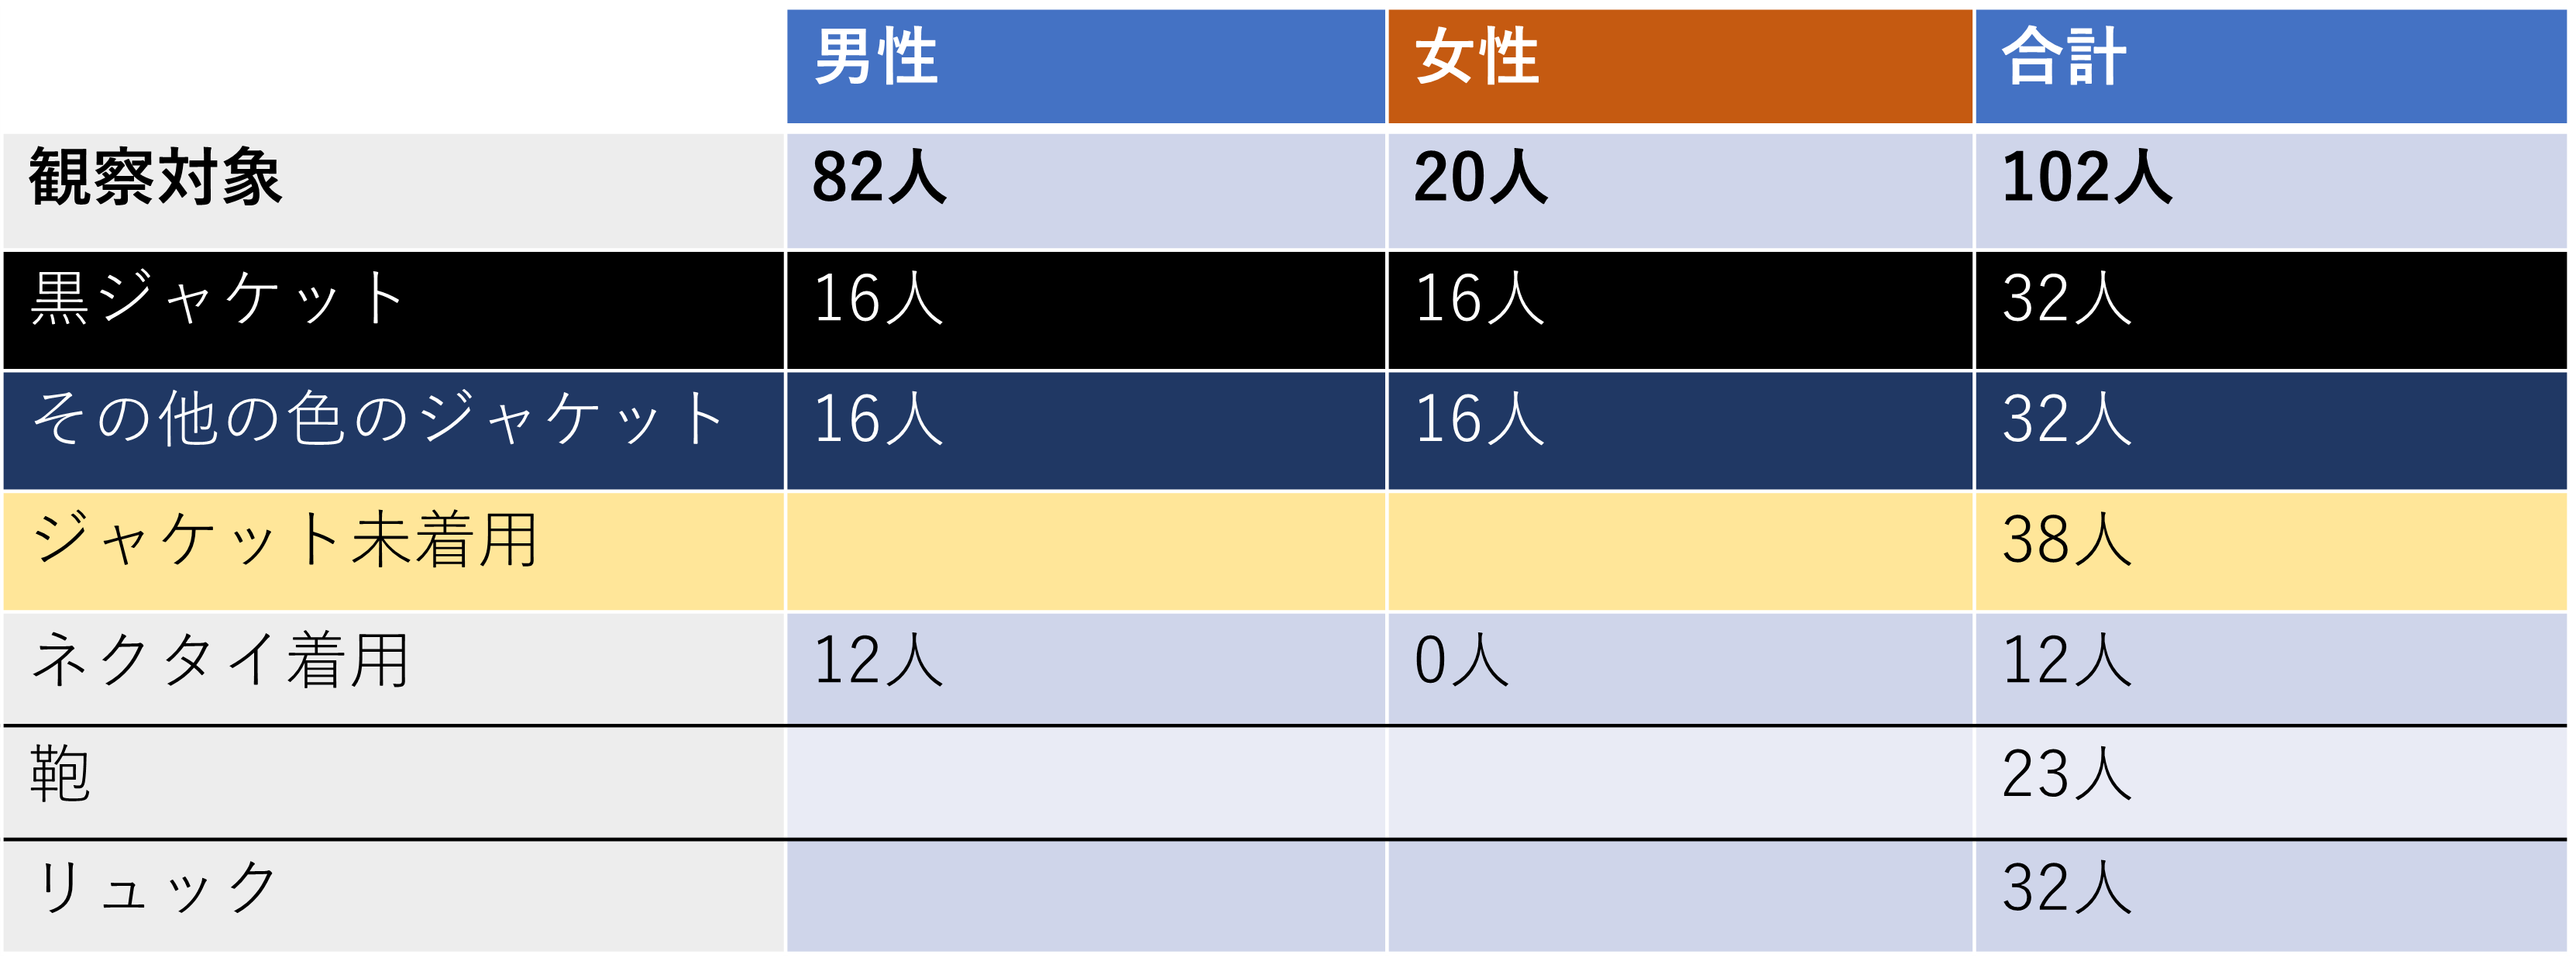 男性 女性 合計
観察対象 82人 20人 102人
黒ジャケット 16人 16人 32人
その他の色のジャケット 16人 16人 32人
ジャケット未着用 38人
ネクタイ着用 12人 0人 12人
鞄 23人
リュック 32人